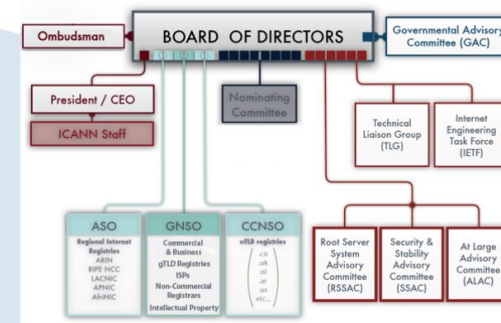 Ombudsman
BOARD OF DIRECTORS
Governmental Advisory
Committee (GAC)
President / CEO
ICANN Staff
Nominating
Committee
Technical
Liaison Group
(TLG)
Internet
Engineering
Task Force
(IETF)
ASO
Regional Internet
Registries
ARIN
RIPE NCC
LACNIC
APNIC
AfriNIC
GNSO
Commercial
& Business
gTLD Registries
ISPs
Non-Commercial
Registrars
Intellectual Property
CCNSO
ccTLD registries
.cn
.uk
.nl
etc..
Root Server
System
Advisory
Committee
(RSSAC)
Security &
Stability
Advisory
Committee
(SSAC)
At Large
Advisory
Committee
(ALAC)